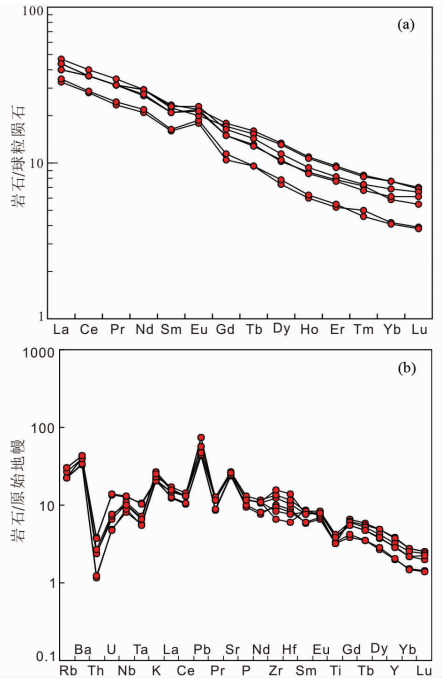 100
10
1
岩石/球粒陨石
(a)
La Ce Pr Nd Sm Eu Gd Tb Dy Ho Er Tm Yb Lu
1000
100
10
1
0.1
岩石/原始地幔
(b)
Ba U Ta La Pb Sr Nd Hf Eu Gd Dy Yb
Rb Th Nb K Ce Pr P Zr Sm Ti Tb Y Lu